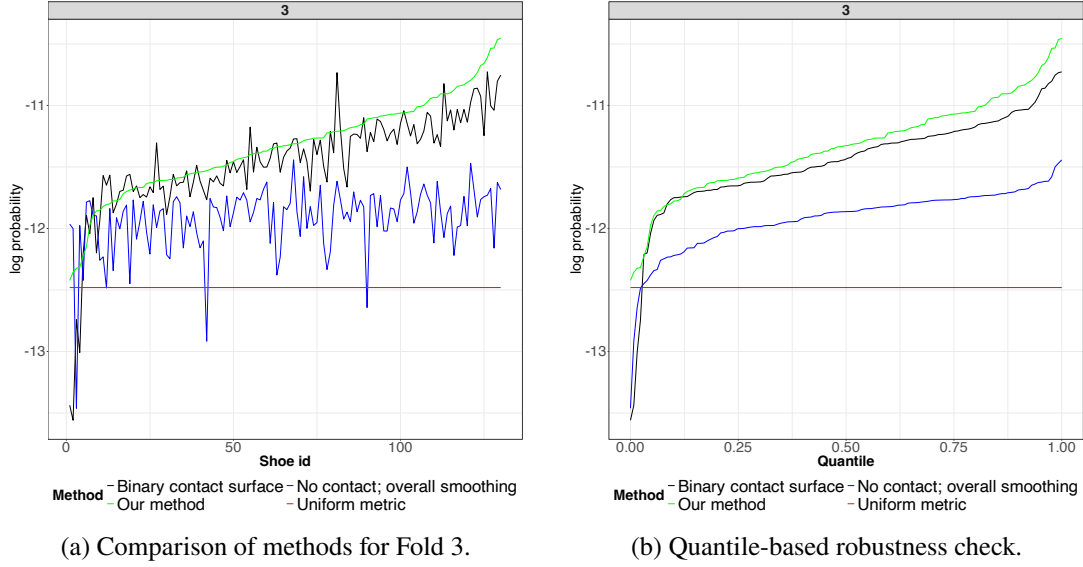 3
log probability
-11
-12
-13
0
50
100
Shoe id
Method
Binary contact surface
No contact; overall smoothing
Our method
Uniform metric
(a) Comparison of methods for Fold 3.
3
log probability
-11
-12
-13
0.00
0.25
0.50
0.75
1.00
Quantile
Method
Binary contact surface
No contact; overall smoothing
Our method
Uniform metric
(b) Quantile-based robustness check.